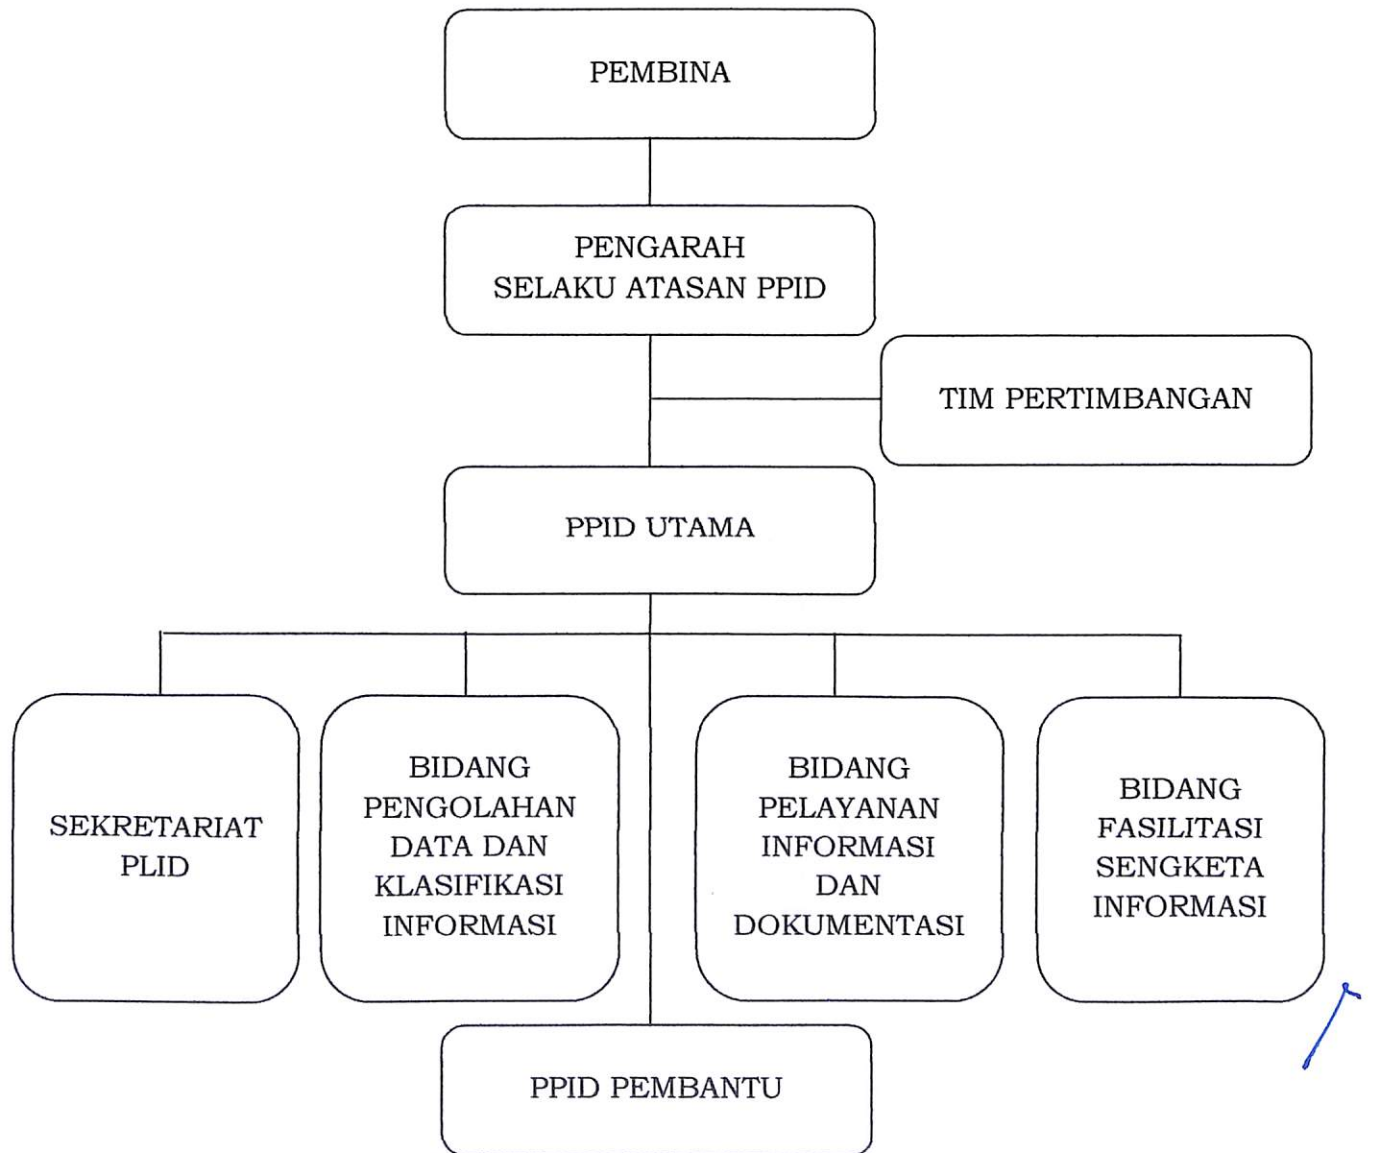 PEMBINA
PENGARAH
SELAKU ATASAN PPID
TIM PERTIMBANGAN
PPID UTAMA
SEKRETARIAT
PLID
BIDANG
PENGOLAHAN
DATA DAN
KLASIFIKASI
INFORMASI
BIDANG
PELAYANAN
INFORMASI
DAN
DOKUMENTASI
BIDANG
FASILITASI
SENGKETA
INFORMASI
PPID PEMBANTU